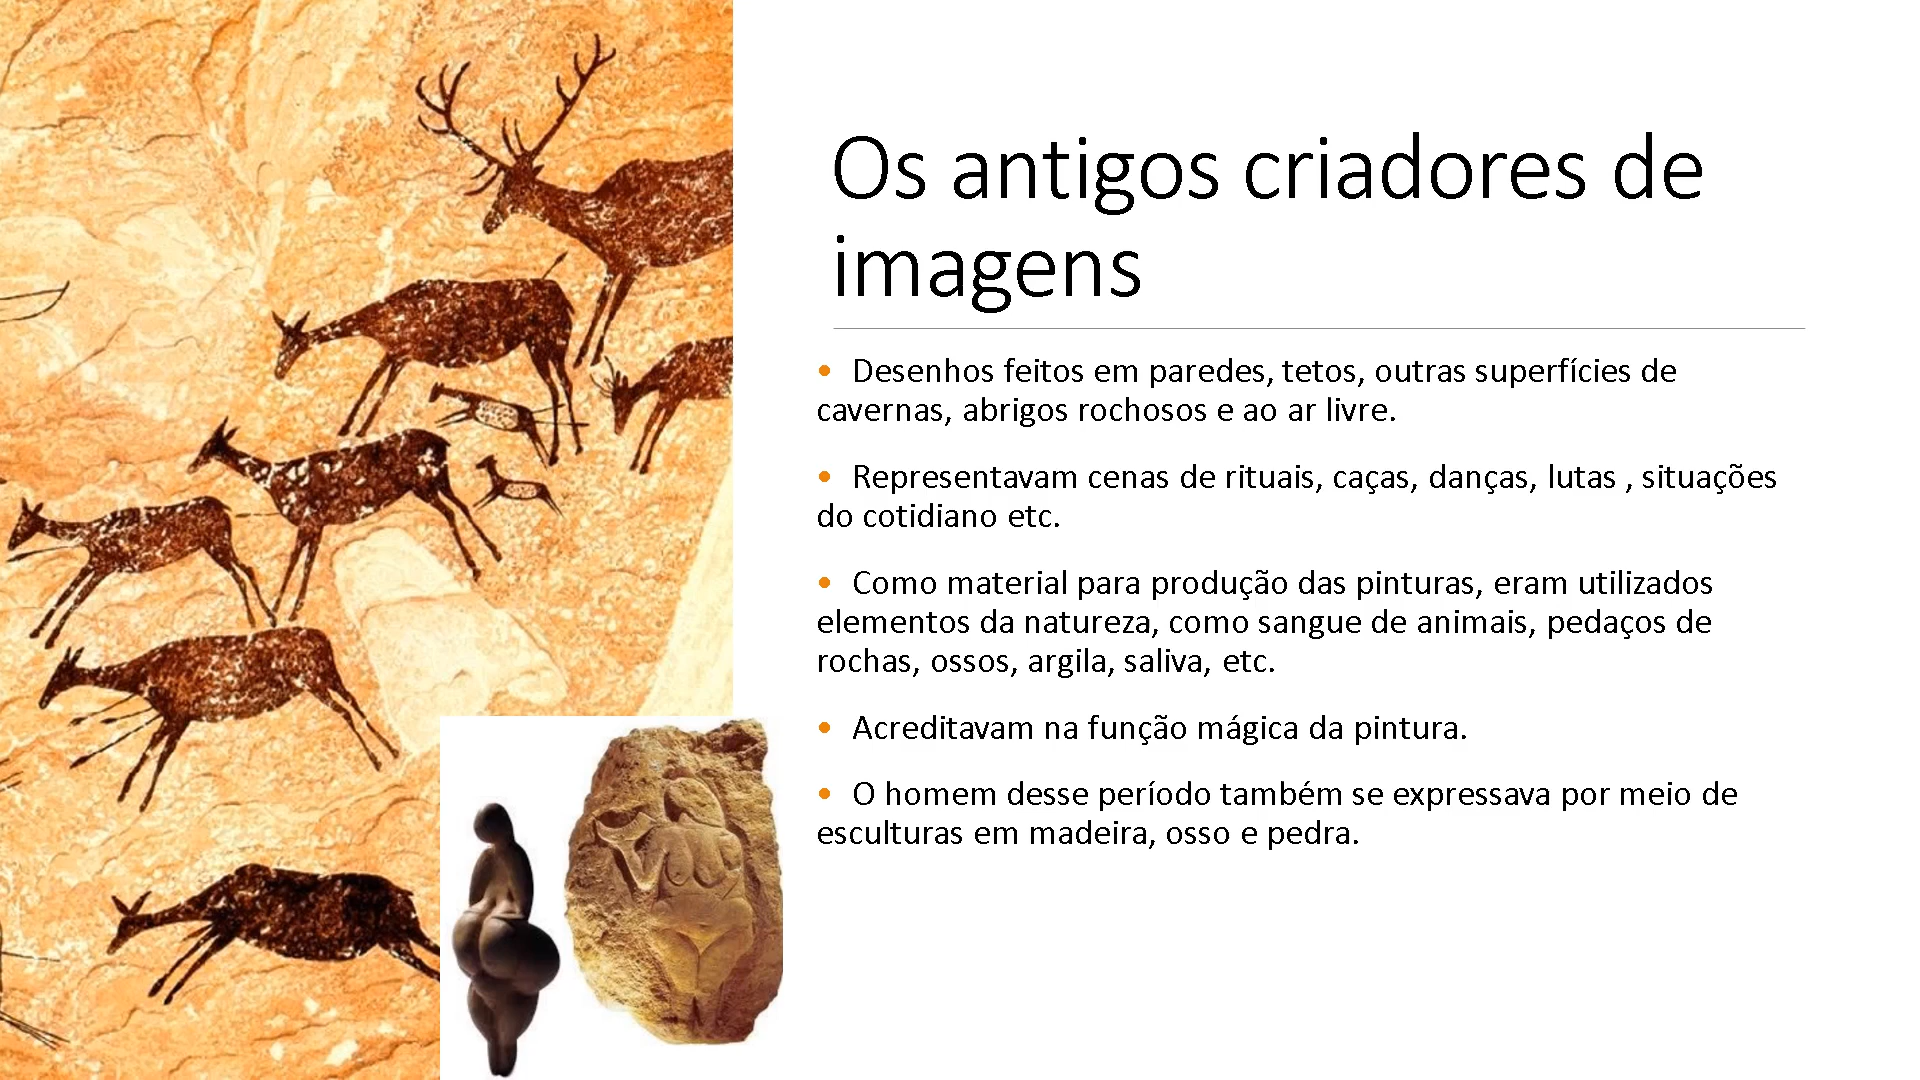 Os antigos criadores de
imagens
• Desenhos feitos em paredes, tetos, outras superfícies de
cavernas, abrigos rochosos e ao ar livre.
• Representavam cenas de rituais, caças, danças, lutas , situações
do cotidiano etc.
• Como material para produção das pinturas, eram utilizados
elementos da natureza, como sangue de animais, pedaços de
rochas, ossos, argila, saliva, etc.
• Acreditavam na função mágica da pintura.
• O homem desse período também se expressava por meio de
esculturas em madeira, osso e pedra.